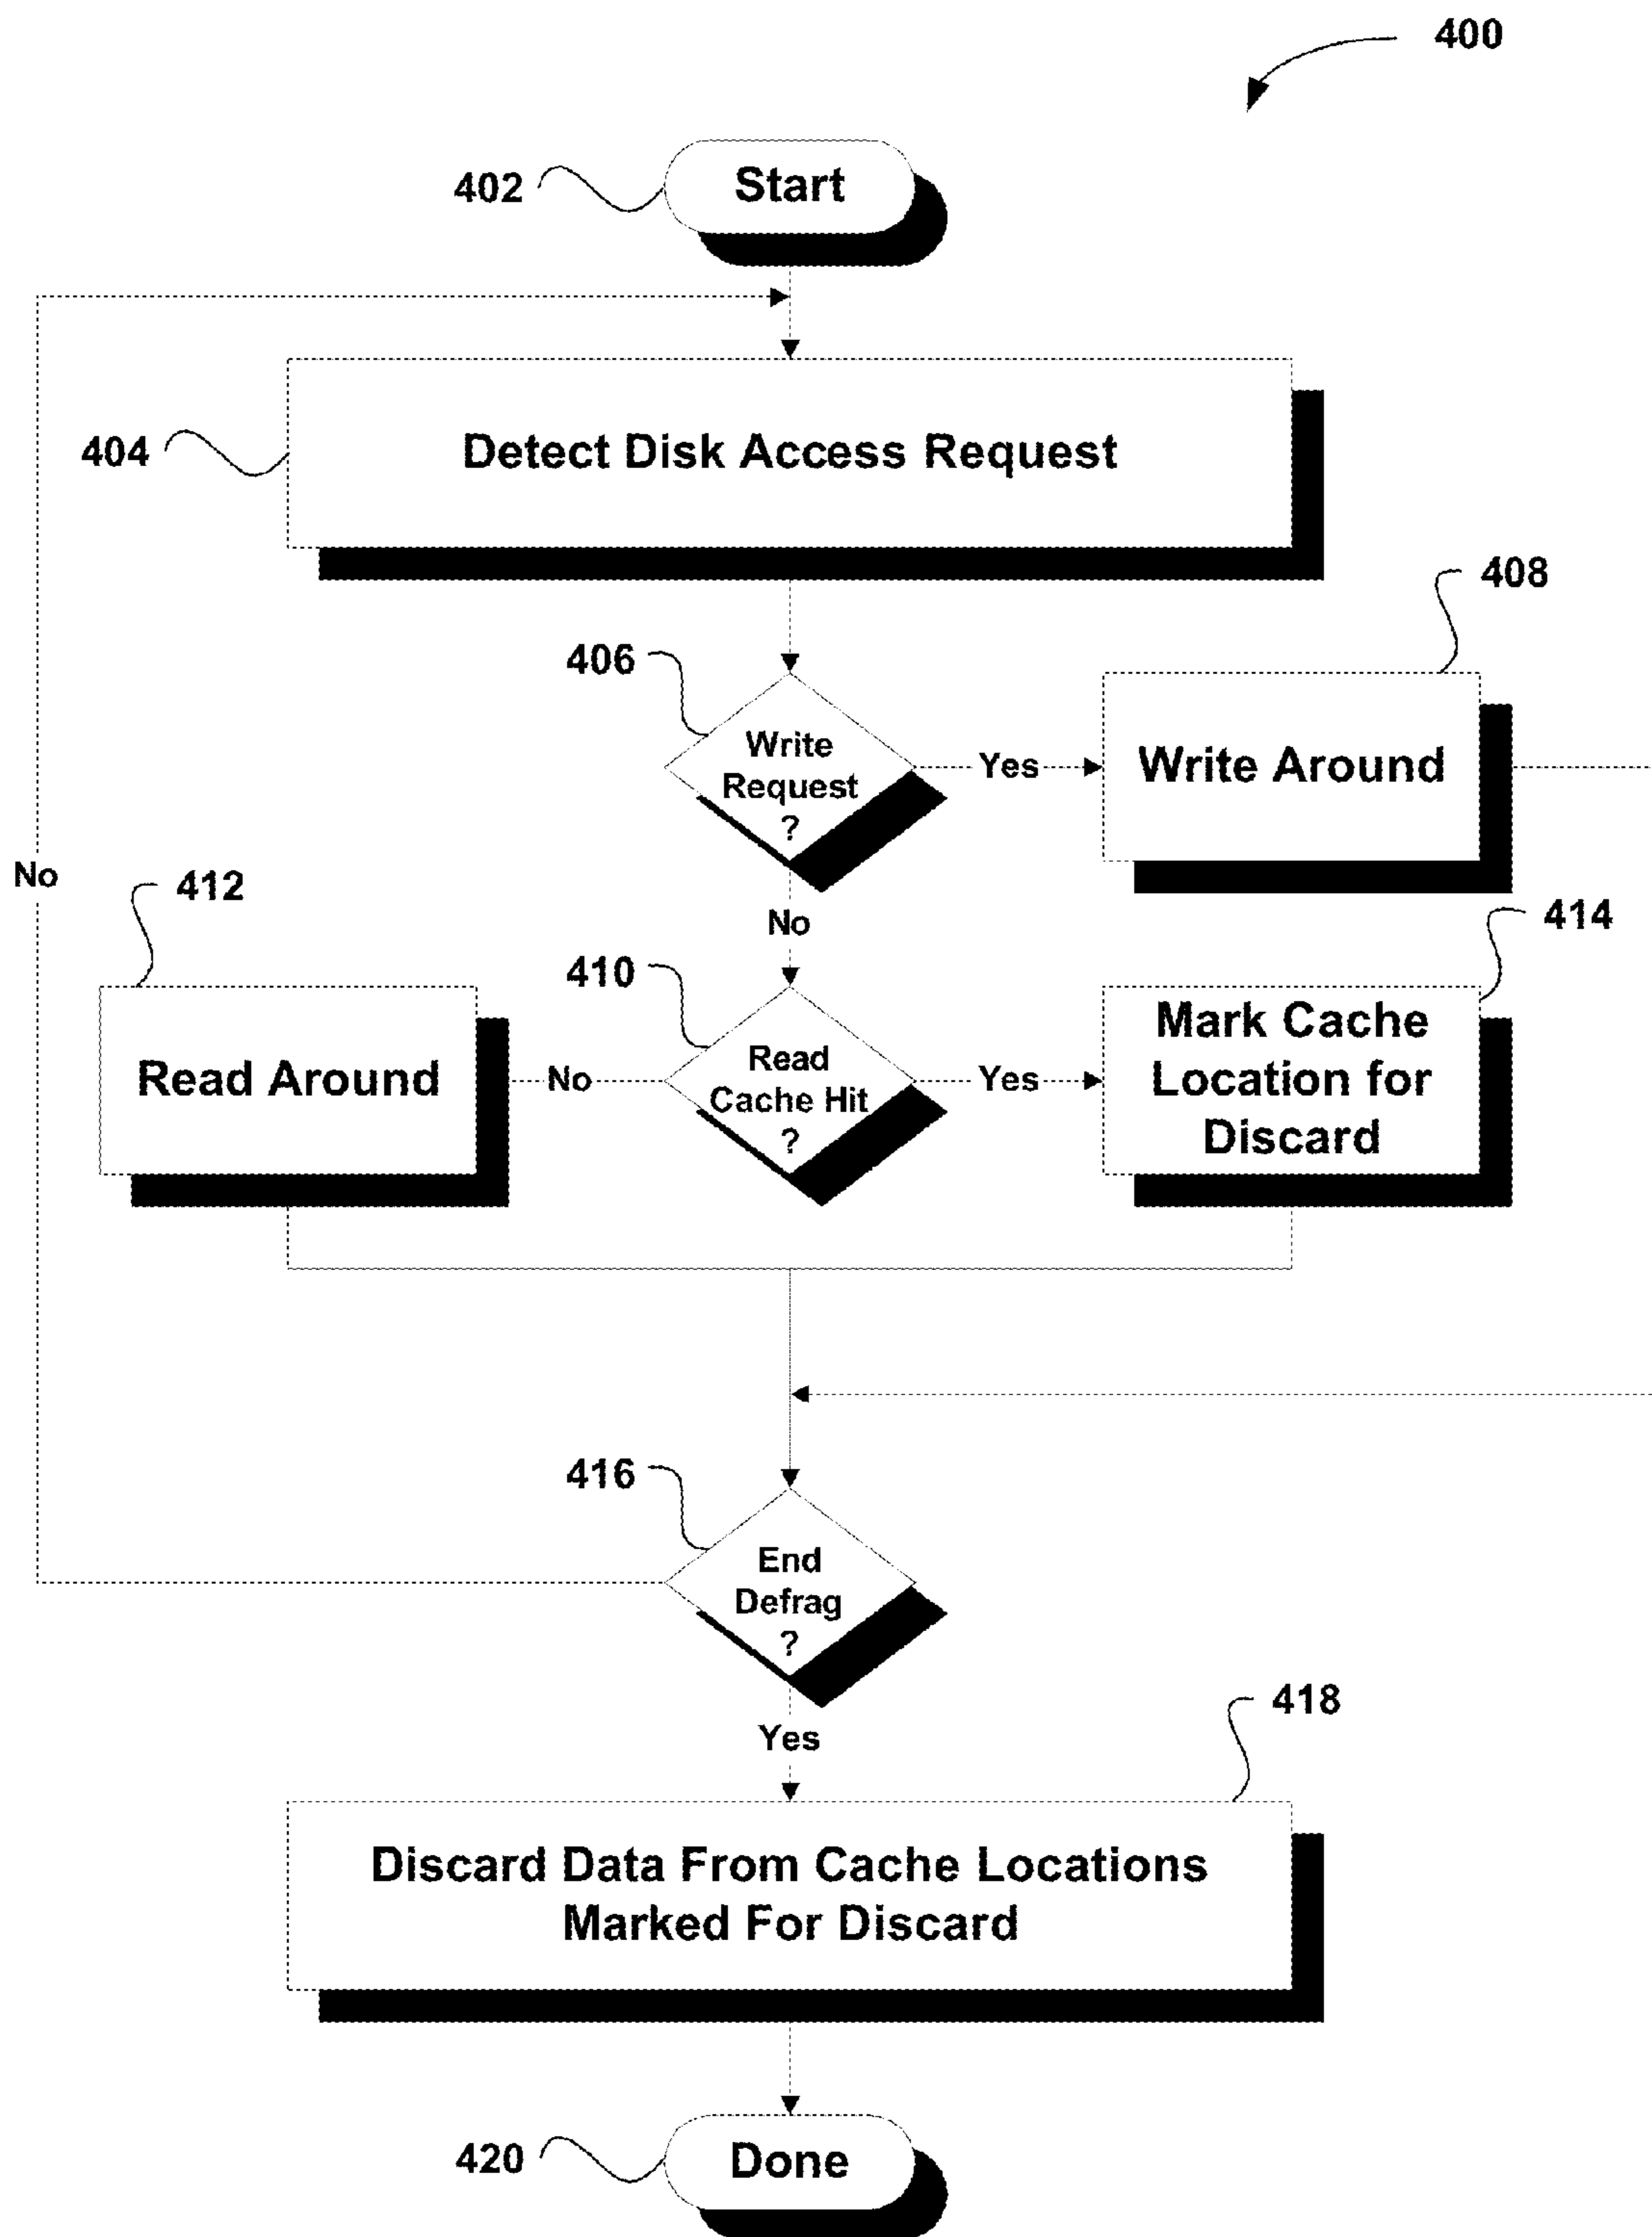 400
402
Start
404
Detect Disk Access Request
408
406
Write
Request
?
Yes
Write Around
No
412
No
414
410
Read Around
No
Read
Cache Hit
?
Yes
Mark Cache
Location for
Discard
416
End
Defrag
?
418
Yes
Discard Data From Cache Locations
Marked For Discard
420
Done